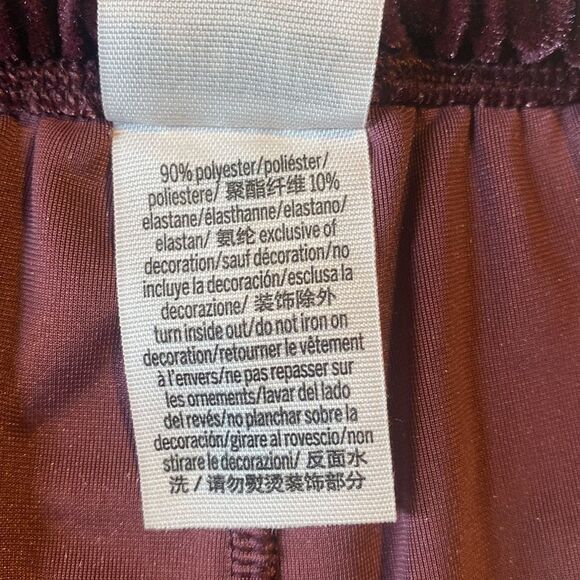 90% polyester/poliéster/
poliestere/ 聚酯纤维 10%
elastane/élasthanne/elastano/
elastan/ 氨纶 exclusive of
decoration/sauf décoration/no
incluye la decoración/esclusa la
decorazione/ 装饰除外
turn inside out/do not iron on
decoration/retourner le vêtement
à l'envers/ne pas repasser sur
les ornements/lavar del lado
del revés/no planchar sobre la
decoración/girare al rovescio/non
stirare le decorazioni/ 反面水
洗 / 请勿熨烫装饰部分